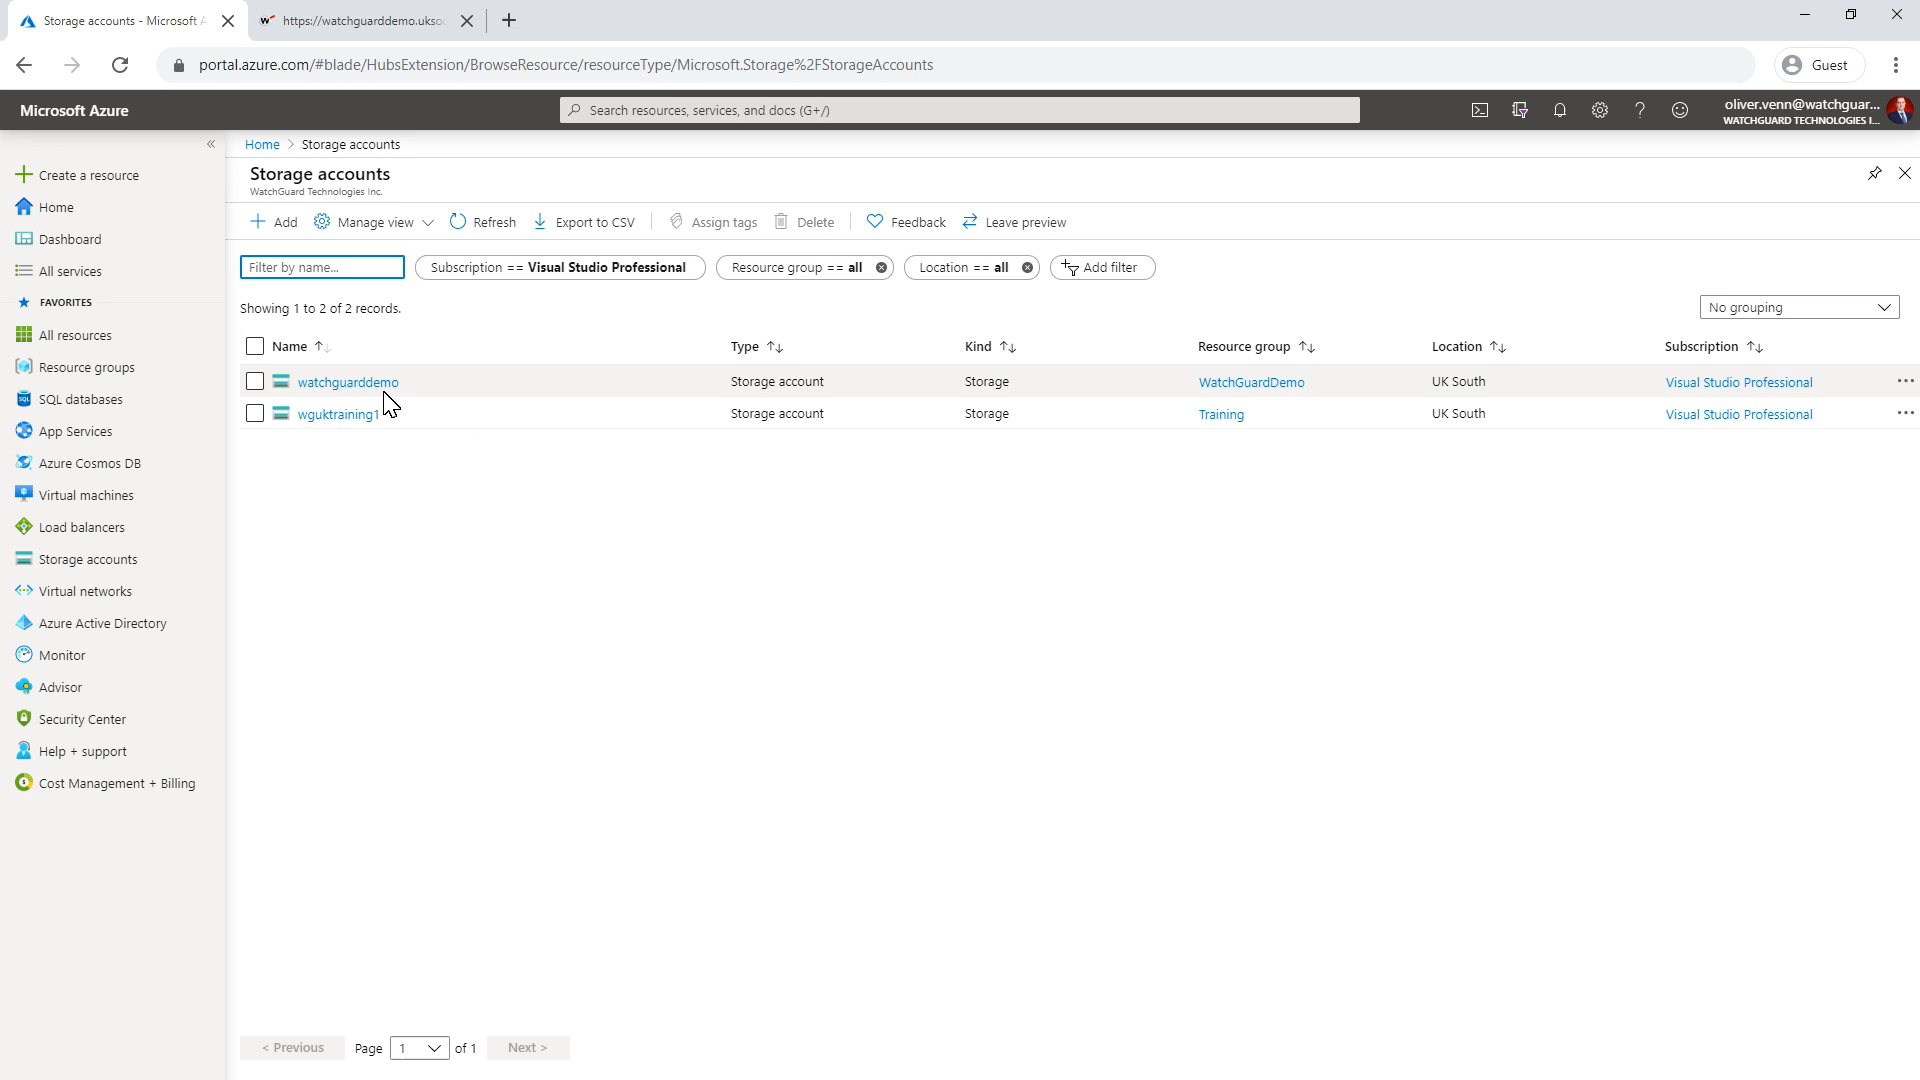 Storage accounts - Microsoft A
https://watchguarddemo.uksou
portal.azure.com/#blade/HubsExtension/BrowseResource/resourceType/Microsoft.Storage%2FStorageAccounts
Guest
Microsoft Azure
Search resources, services, and docs (G+/)
oliver.venn@watchguar...
WATCHGUARD TECHNOLOGIES I...
Home > Storage accounts
Storage accounts
WatchGuard Technologies Inc.
Add
Manage view
Refresh
Export to CSV
Assign tags
Delete
Feedback
Leave preview
Filter by name...
Subscription == Visual Studio Professional
Resource group == all
Location == all
Add filter
Showing 1 to 2 of 2 records.
No grouping
Name Type Kind Resource group Location Subscription
watchguarddemo Storage account Storage WatchGuardDemo UK South Visual Studio Professional
wguktraining1 Storage account Storage Training UK South Visual Studio Professional
Create a resource
Home
Dashboard
All services
FAVORITES
All resources
Resource groups
SQL databases
App Services
Azure Cosmos DB
Virtual machines
Load balancers
Storage accounts
Virtual networks
Azure Active Directory
Monitor
Advisor
Security Center
Help + support
Cost Management + Billing
< Previous Page 1 of 1 Next >